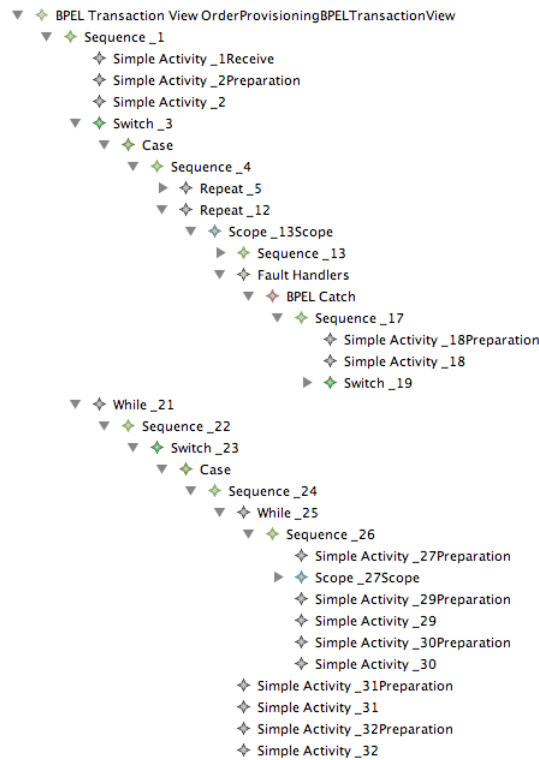 BPEL Transaction View OrderProvisioningBPELTransactionView
Sequence _1
Simple Activity _1Receive
Simple Activity _2Preparation
Simple Activity _2
Switch _3
Case
Sequence _4
Repeat _5
Repeat _12
Scope _13Scope
Sequence _13
Fault Handlers
BPEL Catch
Sequence _17
Simple Activity _18Preparation
Simple Activity _18
Switch _19
While _21
Sequence _22
Switch _23
Case
Sequence _24
While _25
Sequence _26
Simple Activity _27Preparation
Scope _27Scope
Simple Activity _29Preparation
Simple Activity _29
Simple Activity _30Preparation
Simple Activity _30
Simple Activity _31Preparation
Simple Activity _31
Simple Activity _32Preparation
Simple Activity _32